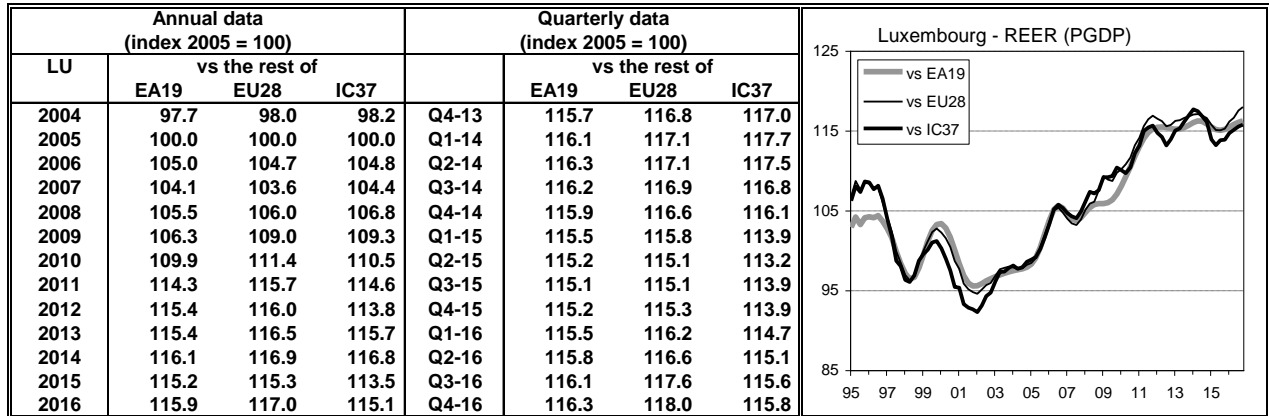 Annual data
(index 2005 = 100)
LU vs the rest of
EA19 EU28 IC37
2004 97.7 98.0 98.2
2005 100.0 100.0 100.0
2006 105.0 104.7 104.8
2007 104.1 103.6 104.4
2008 105.5 106.0 106.8
2009 106.3 109.0 109.3
2010 109.9 111.4 110.5
2011 114.3 115.7 114.6
2012 115.4 116.0 113.8
2013 115.4 116.5 115.7
2014 116.1 116.9 116.8
2015 115.2 115.3 113.5
2016 115.9 117.0 115.1
Quarterly data
(index 2005 = 100)
vs the rest of
EA19 EU28 IC37
Q4-13 115.7 116.8 117.0
Q1-14 116.1 117.1 117.7
Q2-14 116.3 117.1 117.5
Q3-14 116.2 116.9 116.8
Q4-14 115.9 116.6 116.1
Q1-15 115.5 115.8 113.9
Q2-15 115.2 115.1 113.2
Q3-15 115.1 115.1 113.9
Q4-15 115.2 115.3 113.9
Q1-16 115.5 116.2 114.7
Q2-16 115.8 116.6 115.1
Q3-16 116.1 117.6 115.6
Q4-16 116.3 118.0 115.8
Luxembourg - REER (PGDP)
vs EA19
vs EU28
vs IC37
125
115
105
95
85
95 97 99 01 03 05 07 09 11 13 15